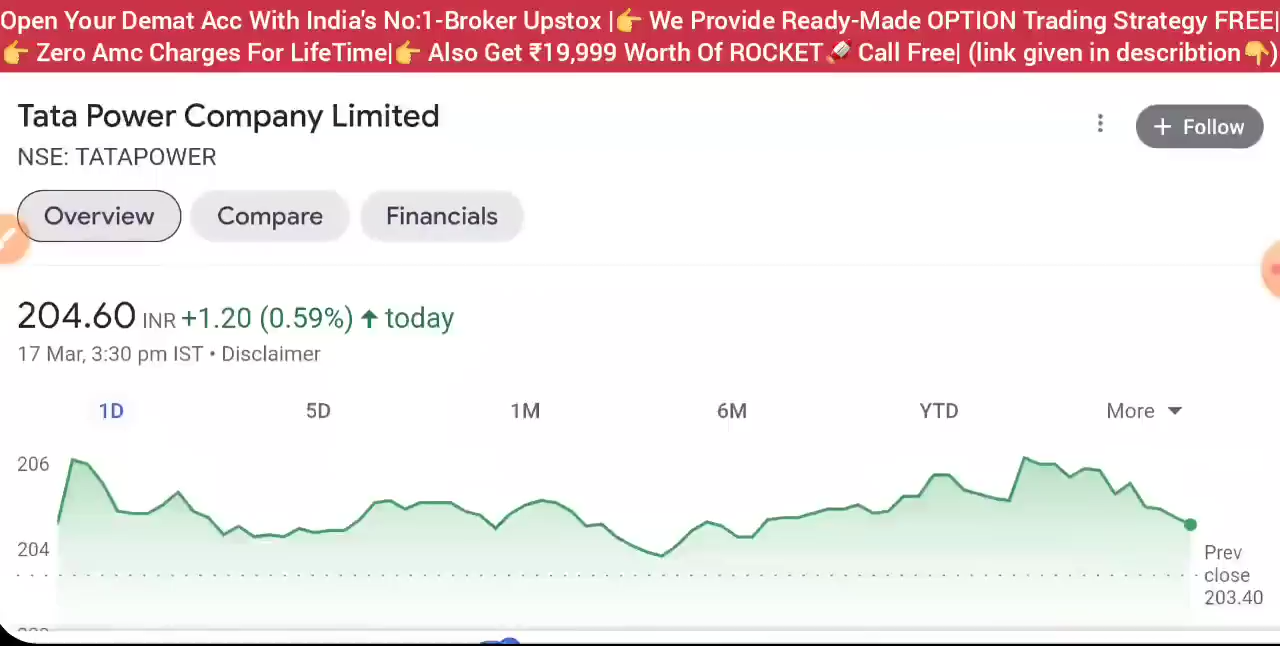 Open Your Demat Acc With India's No:1-Broker Upstox |👉 We Provide Ready-Made OPTION Trading Strategy FREE|
👉 Zero Amc Charges For LifeTime|👉 Also Get ₹19,999 Worth Of ROCKET🚀 Call Free| (link given in describtion👇)
Tata Power Company Limited
+ Follow
NSE: TATAPOWER
Overview Compare Financials
204.60 INR +1.20 (0.59%) ↑ today
17 Mar, 3:30 pm IST • Disclaimer
1D 5D 1M 6M YTD More
206
204
Prev
close
203.40